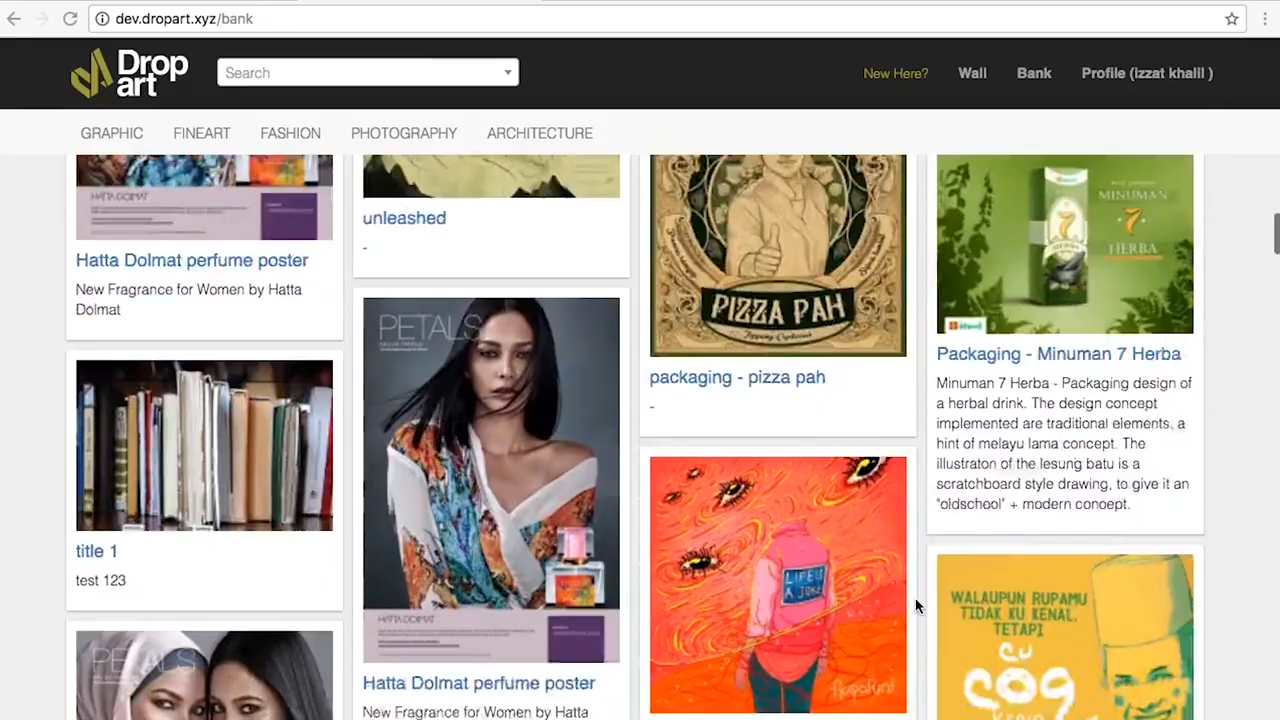 dev.dropart.xyz/bank
Drop
art
Search
New Here?
Wall
Bank
Profile (izzat khalil )
GRAPHIC
FINEART
FASHION
PHOTOGRAPHY
ARCHITECTURE
HATTA DOLMAT
Hatta Dolmat perfume poster
New Fragrance for Women by Hatta
Dolmat
title 1
test 123
PETALS
unleashed
-
PETALS
HATTA DOLMAT
Hatta Dolmat perfume poster
New Fragrance for Women by Hatta
PIZZA PAH
packaging - pizza pah
-
LIFE IS
A JOKE
MINUMAN
7
HERBA
Packaging - Minuman 7 Herba
Minuman 7 Herba - Packaging design of
a herbal drink. The design concept
implemented are traditional elements, a
hint of melayu lama concept. The
illustraton of the lesung batu is a
scratchboard style drawing, to give it an
"oldschool" + modern concept.
WALAUPUN RUPAMU
TIDAK KU KENAL,
TETAPI